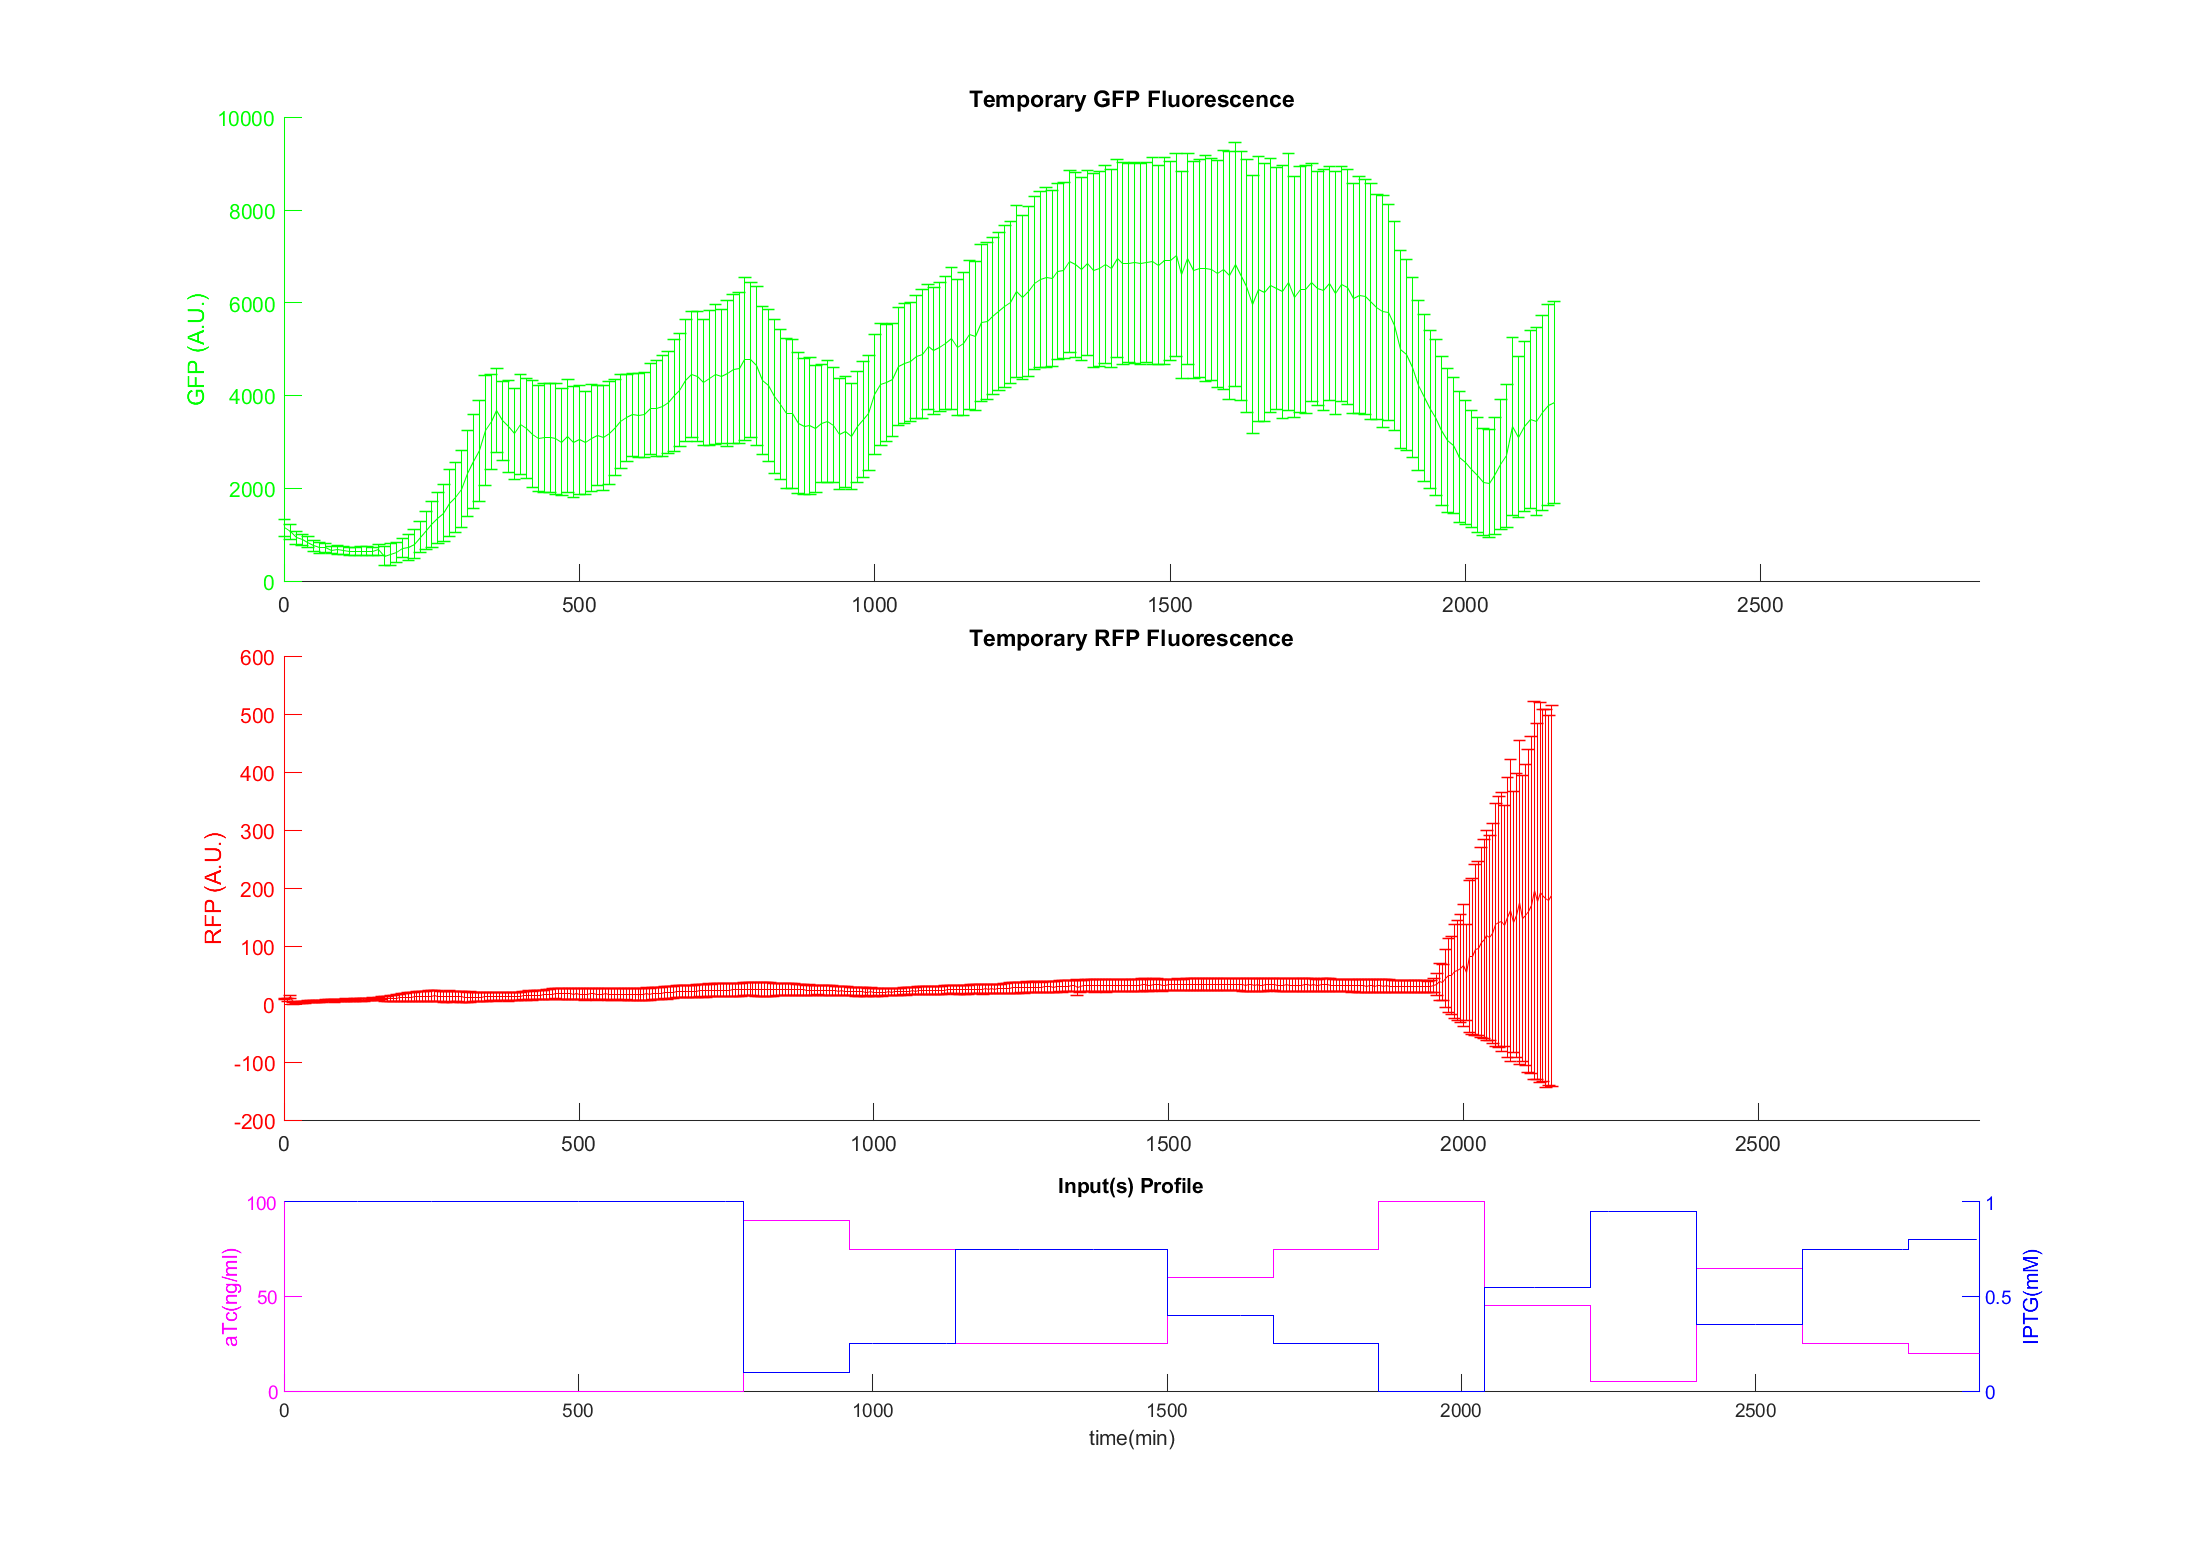 Temporary GFP Fluorescence
10000
8000
6000
4000
2000
0
GFP (A.U.)
0 500 1000 1500 2000 2500
Temporary RFP Fluorescence
600
500
400
300
200
100
0
-100
-200
RFP (A.U.)
0 500 1000 1500 2000 2500
Input(s) Profile
100
50
0
aTc(ng/ml)
1
0.5
0
IPTG(mM)
0 500 1000 1500 2000 2500
time(min)